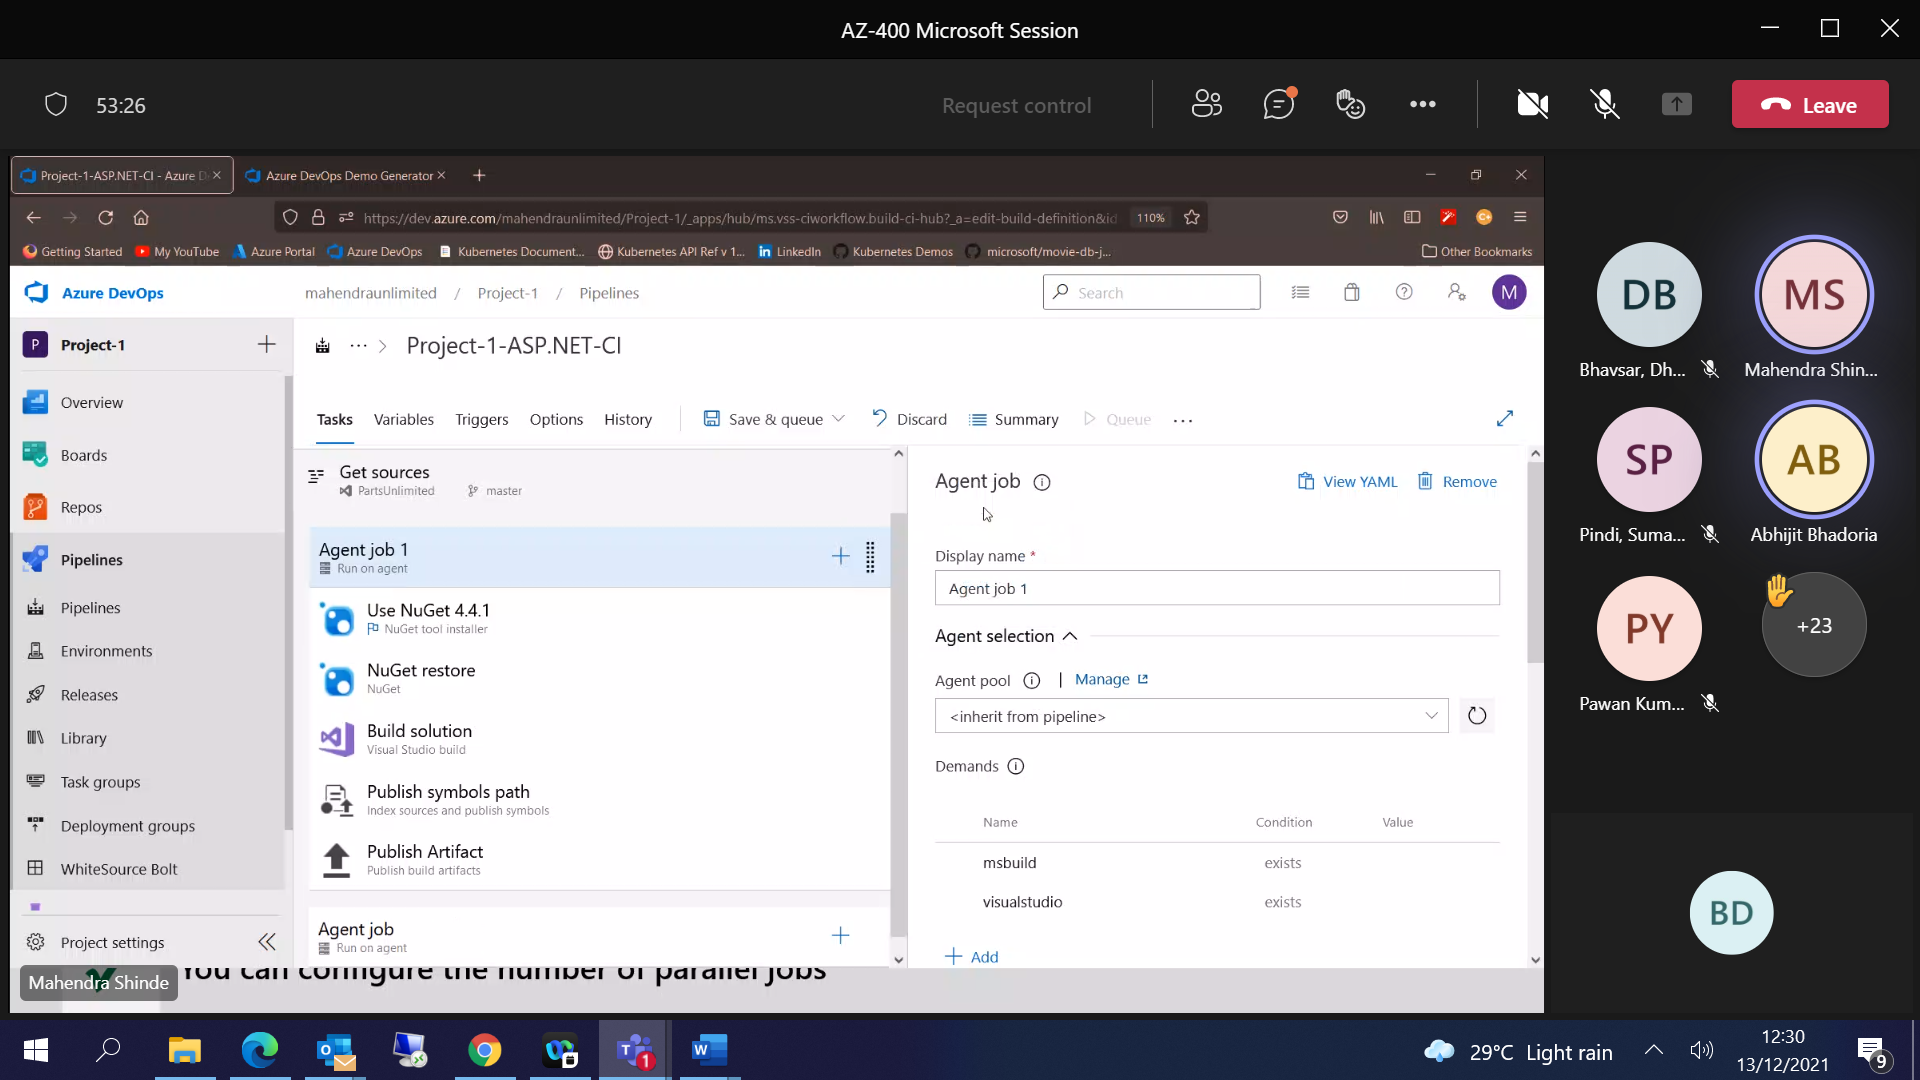 AZ-400 Microsoft Session
53:26
Request control
Leave
Project-1-ASP.NET-CI - Azure D
Azure DevOps Demo Generator
https://dev.azure.com/mahendraunlimited/Project-1/_apps/hub/ms.vss-ciworkflow.build-ci-hub?_a=edit-build-definition&id
110%
Getting Started
My YouTube
Azure Portal
Azure DevOps
Kubernetes Document...
Kubernetes API Ref v 1...
LinkedIn
Kubernetes Demos
microsoft/movie-db-j...
Other Bookmarks
Azure DevOps
mahendraunlimited / Project-1 / Pipelines
Search
M
P
Project-1
Overview
Boards
Repos
Pipelines
Pipelines
Environments
Releases
Library
Task groups
Deployment groups
WhiteSource Bolt
Project settings
Project-1-ASP.NET-CI
Tasks
Variables
Triggers
Options
History
Save & queue
Discard
Summary
Queue
Get sources
PartsUnlimited
master
Agent job 1
Run on agent
Use NuGet 4.4.1
NuGet tool installer
NuGet restore
NuGet
Build solution
Visual Studio build
Publish symbols path
Index sources and publish symbols
Publish Artifact
Publish build artifacts
Agent job
Run on agent
Agent job
View YAML
Remove
Display name *
Agent job 1
Agent selection
Agent pool
| Manage
<inherit from pipeline>
Demands
Name Condition Value
msbuild exists
visualstudio exists
Add
You can configure the number of parallel jobs
Mahendra Shinde
DB
Bhavsar, Dh...
MS
Mahendra Shin...
SP
Pindi, Suma...
AB
Abhijit Bhadoria
PY
Pawan Kum...
+23
BD
29°C Light rain
12:30
13/12/2021
9
1